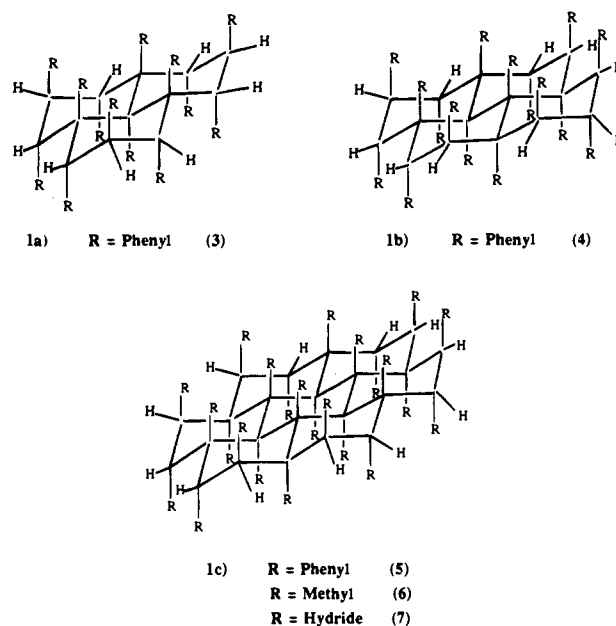 R R
R R H R H R R
H H H R H
R R R R
H R R H H
R R R R
H R R H H R R
H R H R H H R R
R R
1a) R = Phenyl (3)
1b) R = Phenyl (4)
R
R R H R
R H R H
H R R R
R R R R H
H R R R H
H R R R R
H R R R H
H R H R
R R
1c) R = Phenyl (5)
R = Methyl (6)
R = Hydride (7)